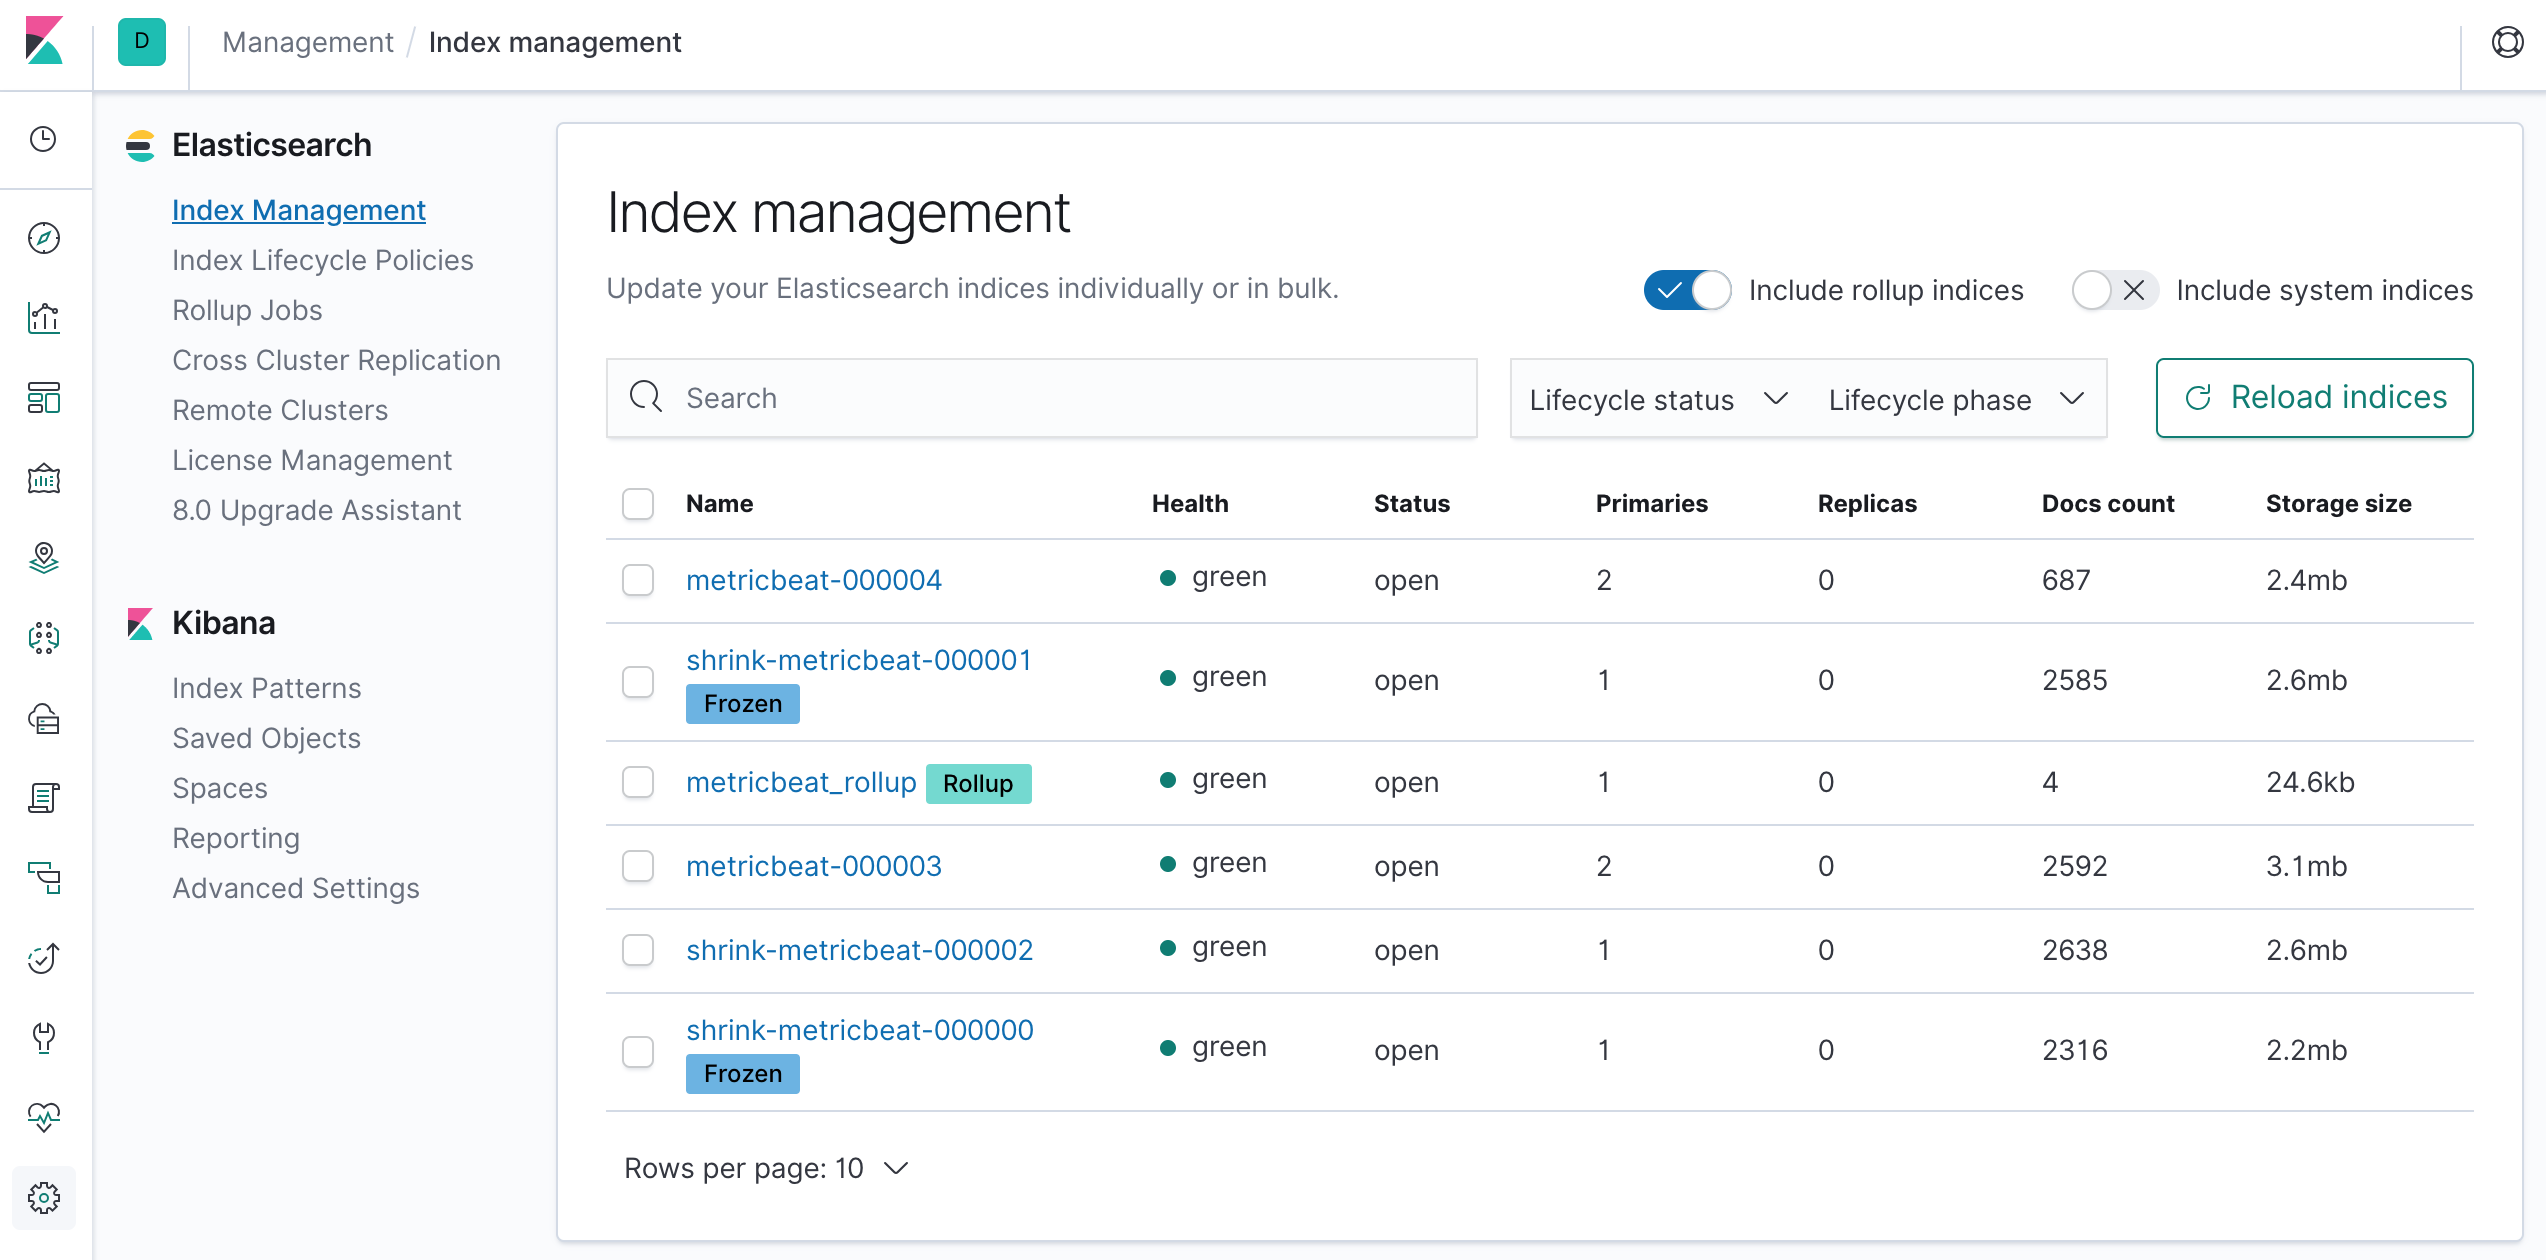 D
Management / Index management
Elasticsearch
Index Management
Index Lifecycle Policies
Rollup Jobs
Cross Cluster Replication
Remote Clusters
License Management
8.0 Upgrade Assistant
Kibana
Index Patterns
Saved Objects
Spaces
Reporting
Advanced Settings
Index management
Update your Elasticsearch indices individually or in bulk.
Include rollup indices
Include system indices
Search
Lifecycle status
Lifecycle phase
Reload indices
Name Health Status Primaries Replicas Docs count Storage size
metricbeat-000004 green open 2 0 687 2.4mb
shrink-metricbeat-000001 green open 1 0 2585 2.6mb
Frozen
metricbeat_rollup Rollup green open 1 0 4 24.6kb
metricbeat-000003 green open 2 0 2592 3.1mb
shrink-metricbeat-000002 green open 1 0 2638 2.6mb
shrink-metricbeat-000000 green open 1 0 2316 2.2mb
Frozen
Rows per page: 10